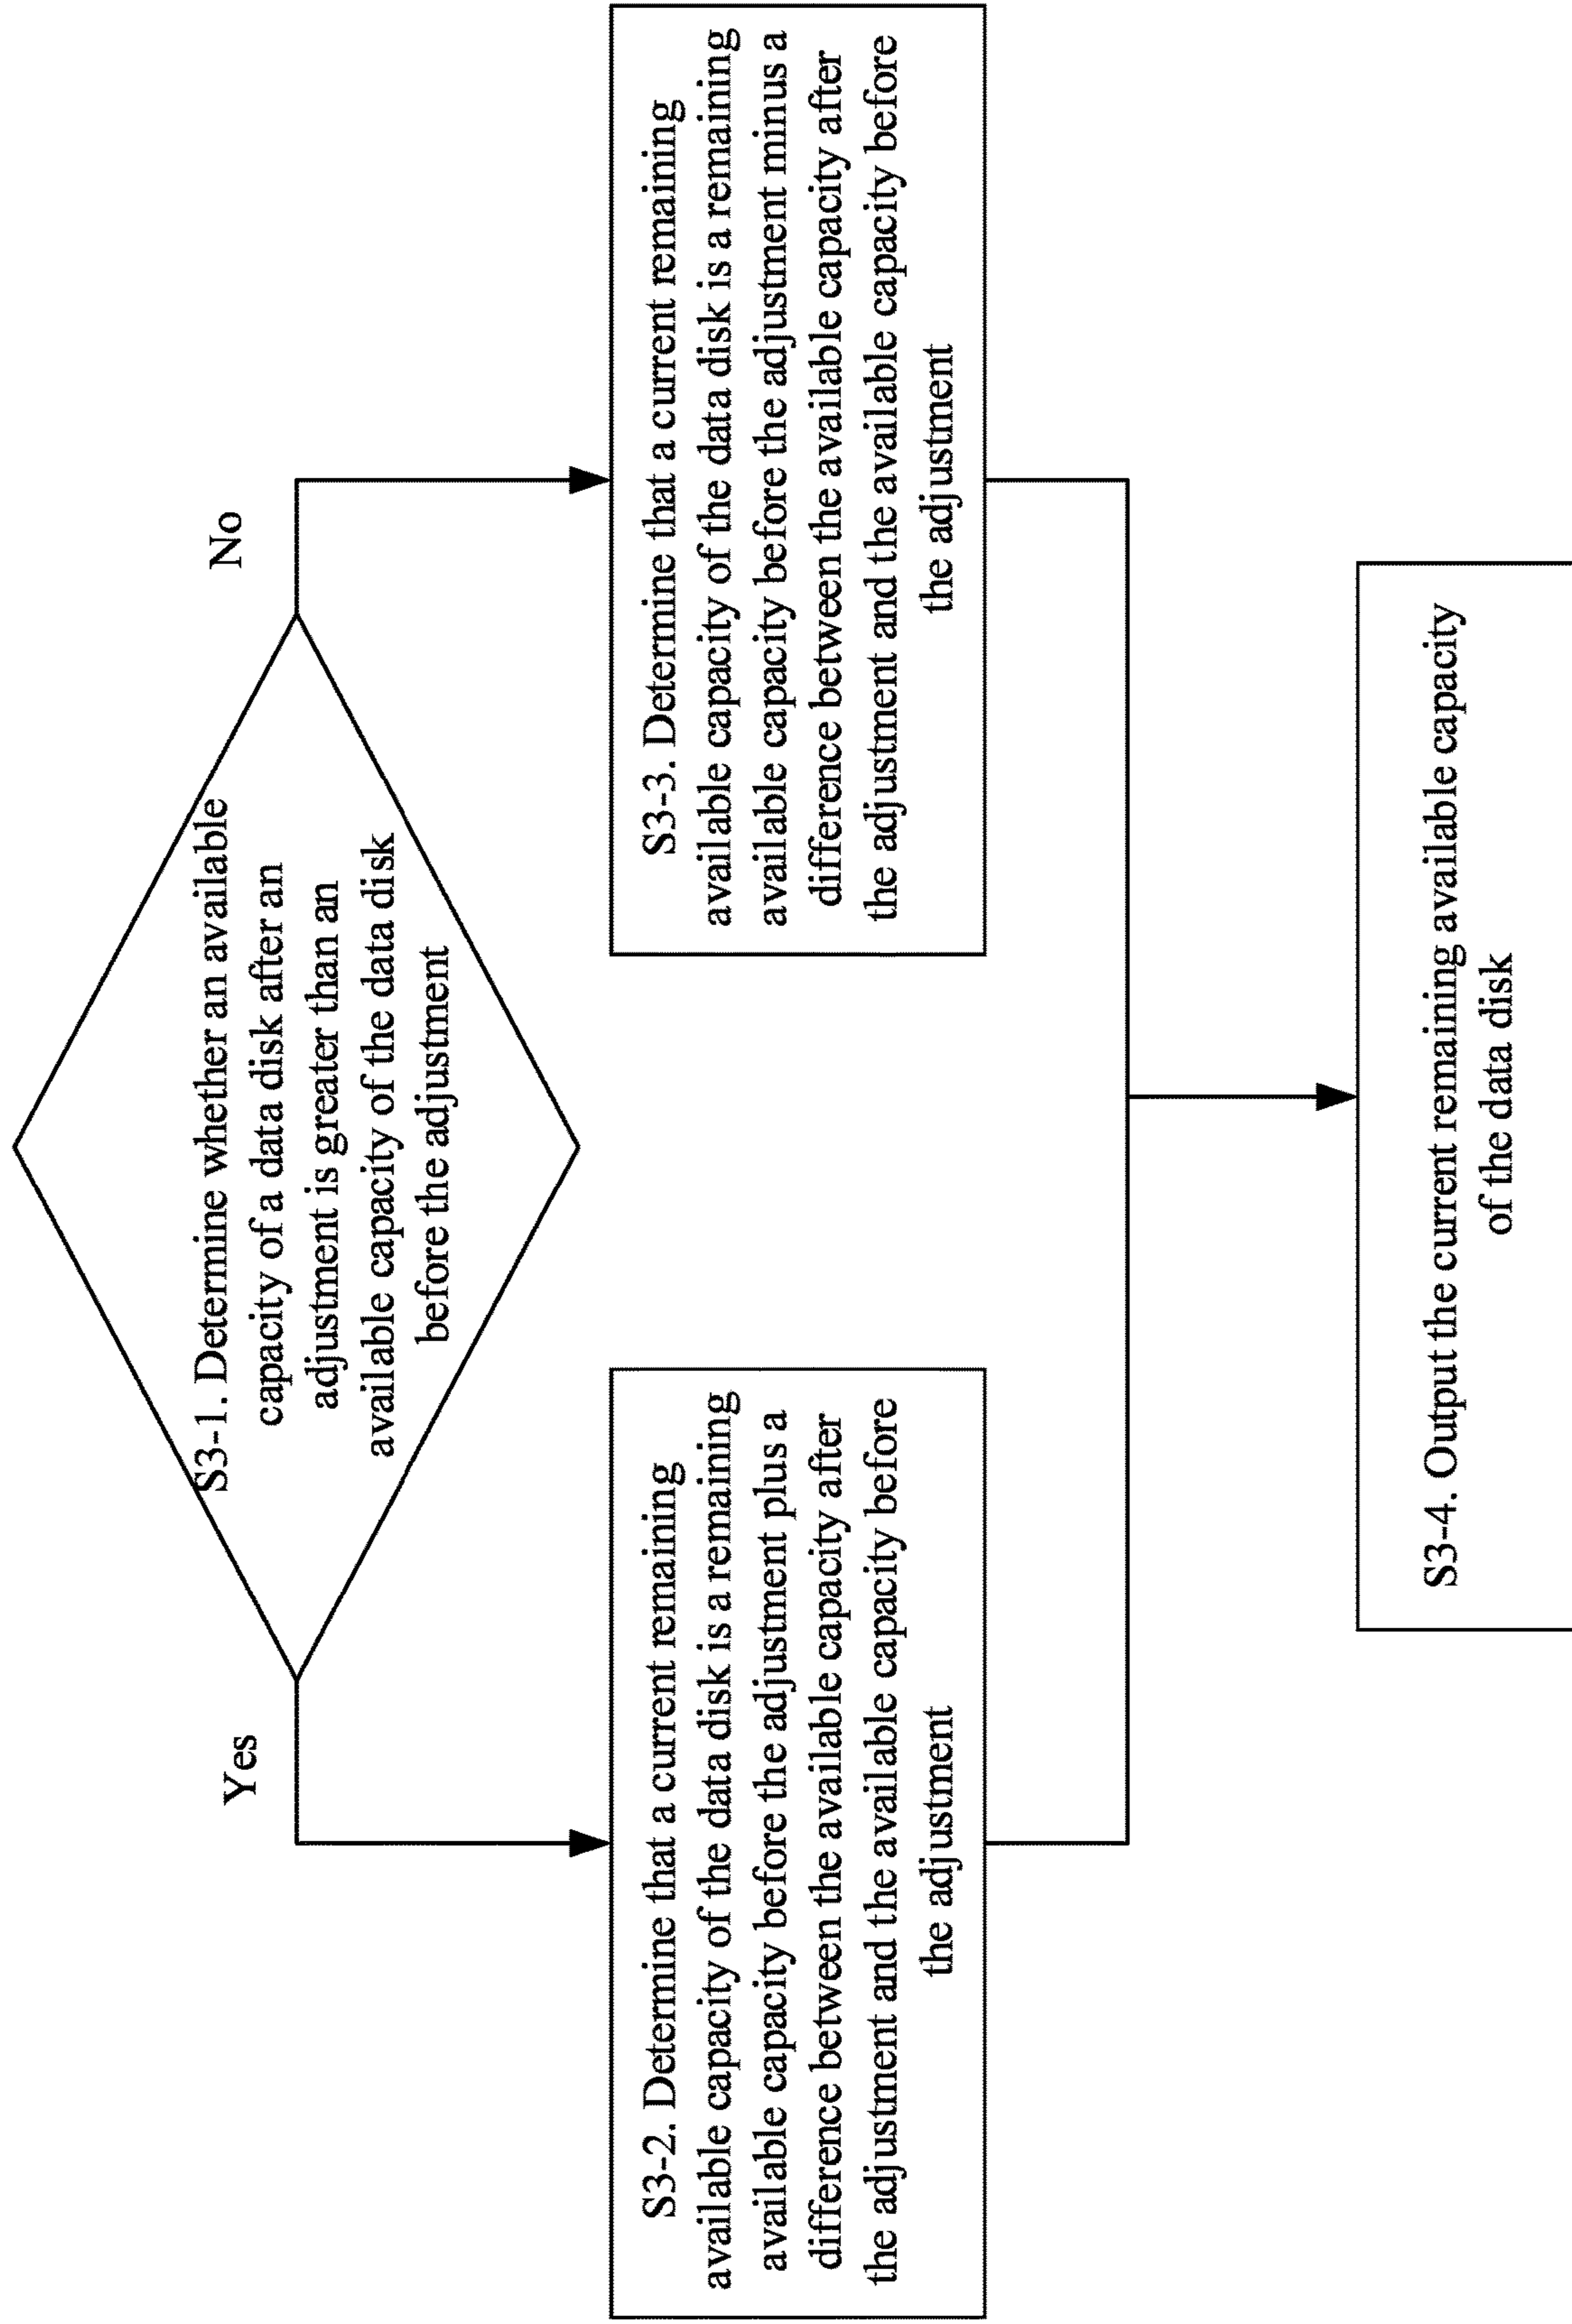 S3-1. Determine whether an available
capacity of a data disk after an
adjustment is greater than an
available capacity of the data disk
before the adjustment
Yes
No
S3-2. Determine that a current remaining
available capacity of the data disk is a remaining
available capacity before the adjustment plus a
difference between the available capacity after
the adjustment and the available capacity before
the adjustment
S3-3. Determine that a current remaining
available capacity of the data disk is a remaining
available capacity before the adjustment minus a
difference between the available capacity after
the adjustment and the available capacity before
the adjustment
S3-4. Output the current remaining available capacity
of the data disk